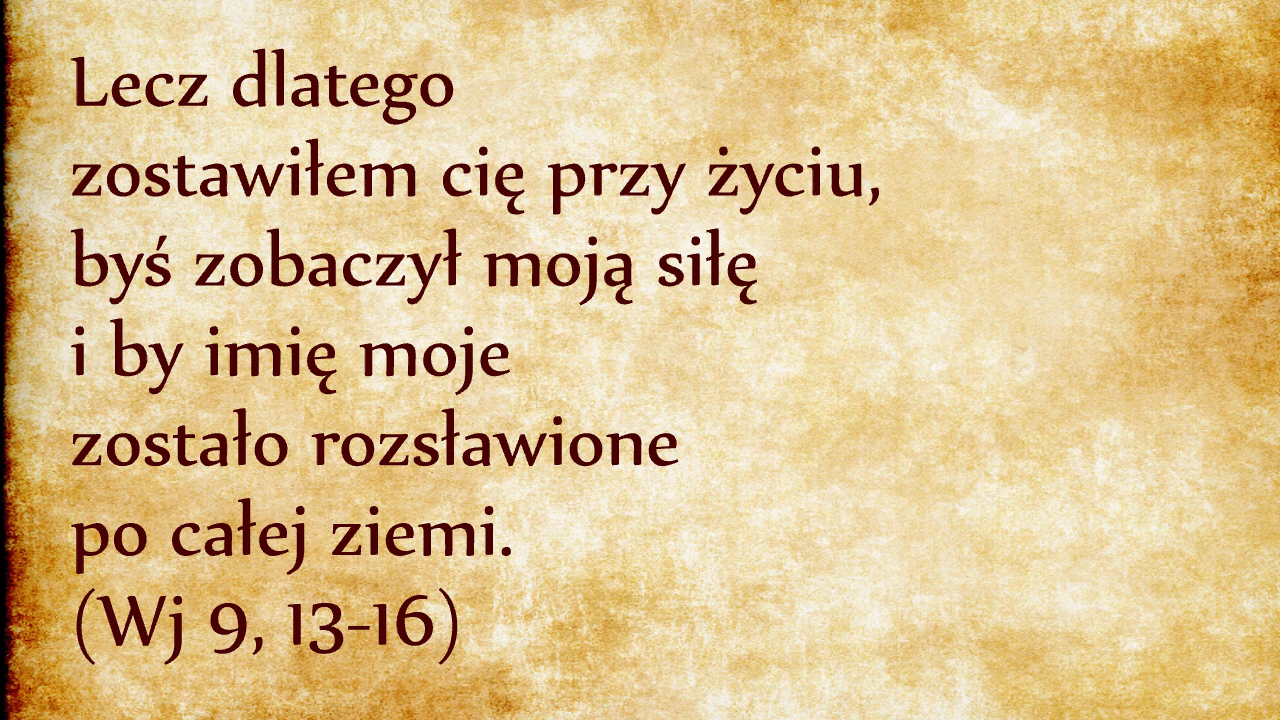 Lecz dlatego
zostawiłem cię przy życiu,
byś zobaczył moją siłę
i by imię moje
zostało rozsławione
po całej ziemi.
(Wj 9, 13-16)